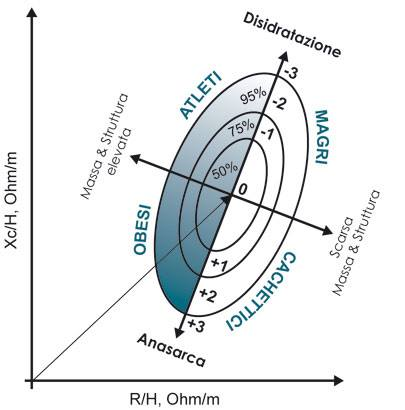 Disidratazione
-3
95%
-2
ATLETI
MAGRI
75%
-1
Massa & Struttura
elevata
50%
0
Xc/H, Ohm/m
Scarsa
Massa & Struttura
OBESI
+1
CACHETTICI
+2
+3
Anasarca
R/H, Ohm/m